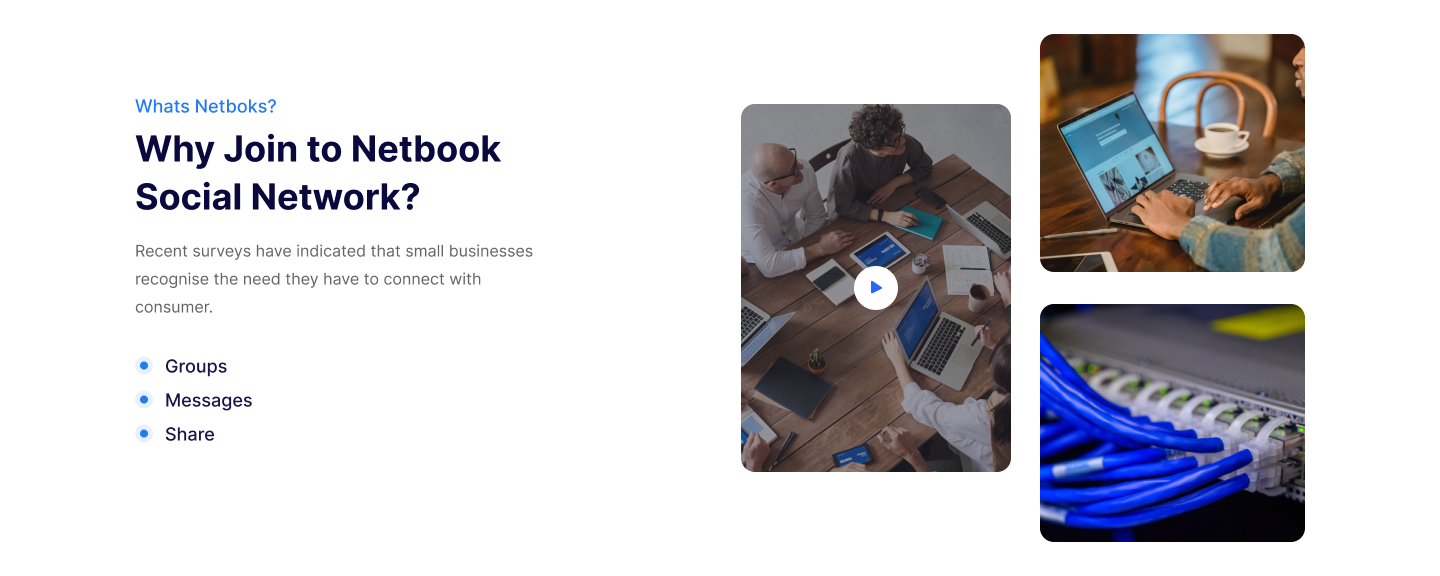 Whats Netboks?
Why Join to Netbook
Social Network?
Recent surveys have indicated that small businesses
recognise the need they have to connect with
consumer.
Groups
Messages
Share